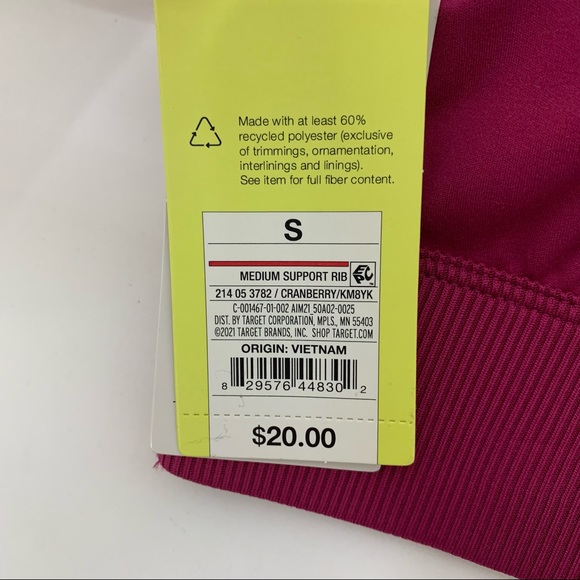 Made with at least 60%
recycled polyester (exclusive
of trimmings, ornamentation,
interlinings and linings).
See item for full fiber content.
S
MEDIUM SUPPORT RIB EPC
214 05 3782 / CRANBERRY/KM8YK
C-001467-01-002 AIM21_50A02-0025
DIST. BY TARGET CORPORATION, MPLS., MN 55403
©2021 TARGET BRANDS, INC. SHOP TARGET.COM
ORIGIN: VIETNAM
8 29576 44830 2
$20.00